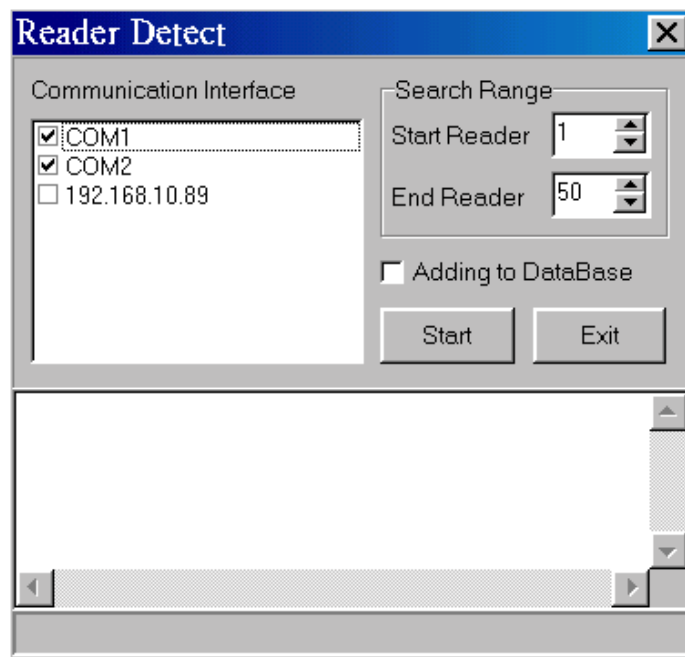 Reader Detect
Communication Interface
COM1
COM2
192.168.10.89
Search Range
Start Reader 1
End Reader 50
Adding to DataBase
Start Exit